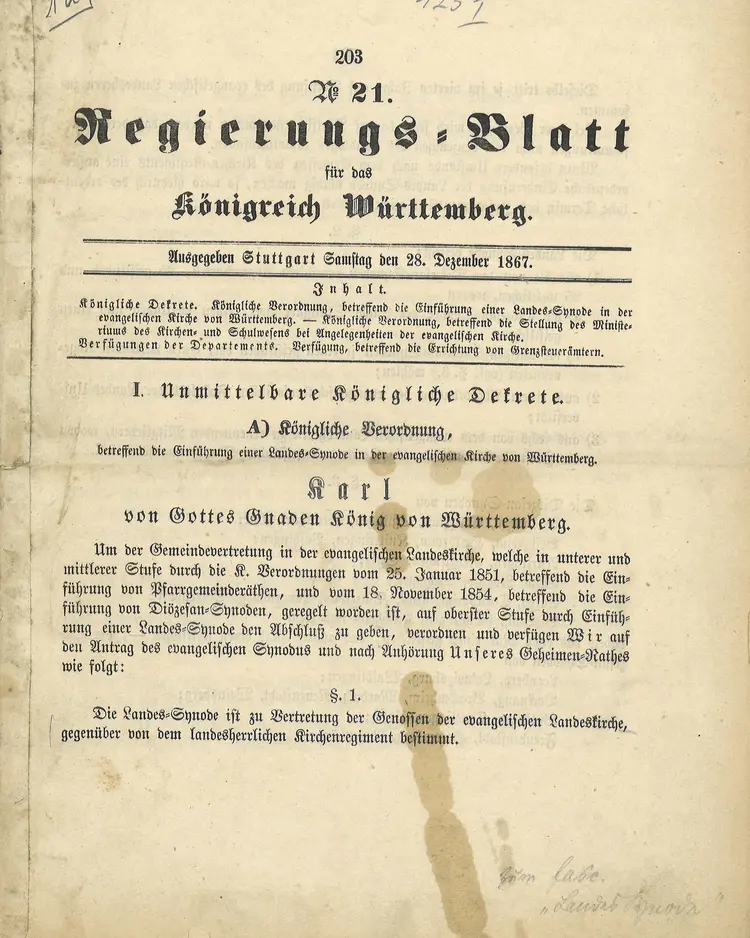 203
№ 21.
Regierungs-Blatt
für das
Königreich Württemberg.
Ausgegeben Stuttgart Samstag den 28. Dezember 1867.
Inhalt.
Königliche Dekrete. Königliche Verordnung, betreffend die Einführung einer Landes-Synode in der
evangelischen Kirche von Württemberg. — Königliche Verordnung, betreffend die Stellung des Ministe-
riums des Kirchen- und Schulwesens bei Angelegenheiten der evangelischen Kirche.
Verfügungen der Departements. Verfügung, betreffend die Errichtung von Grenzsteuerämtern.
I. Unmittelbare Königliche Dekrete.
A) Königliche Verordnung,
betreffend die Einführung einer Landes-Synode in der evangelischen Kirche von Württemberg.
Karl
von Gottes Gnaden König von Württemberg.
Um der Gemeindevertretung in der evangelischen Landeskirche, welche in unterer und
mittlerer Stufe durch die K. Verordnungen vom 25. Januar 1851, betreffend die Ein-
führung von Pfarrgemeinderäthen, und vom 18. November 1854, betreffend die Ein-
führung von Diözesan-Synoden, geregelt worden ist, auf oberster Stufe durch Einfüh-
rung einer Landes-Synode den Abschluß zu geben, verordnen und verfügen Wir auf
den Antrag des evangelischen Synodus und nach Anhörung Unseres Geheimen-Rathes
wie folgt:
§. 1.
Die Landes-Synode ist zu Vertretung der Genossen der evangelischen Landeskirche,
gegenüber von dem landesherrlichen Kirchenregiment bestimmt.
zum Fasc.
„Landes Synode"